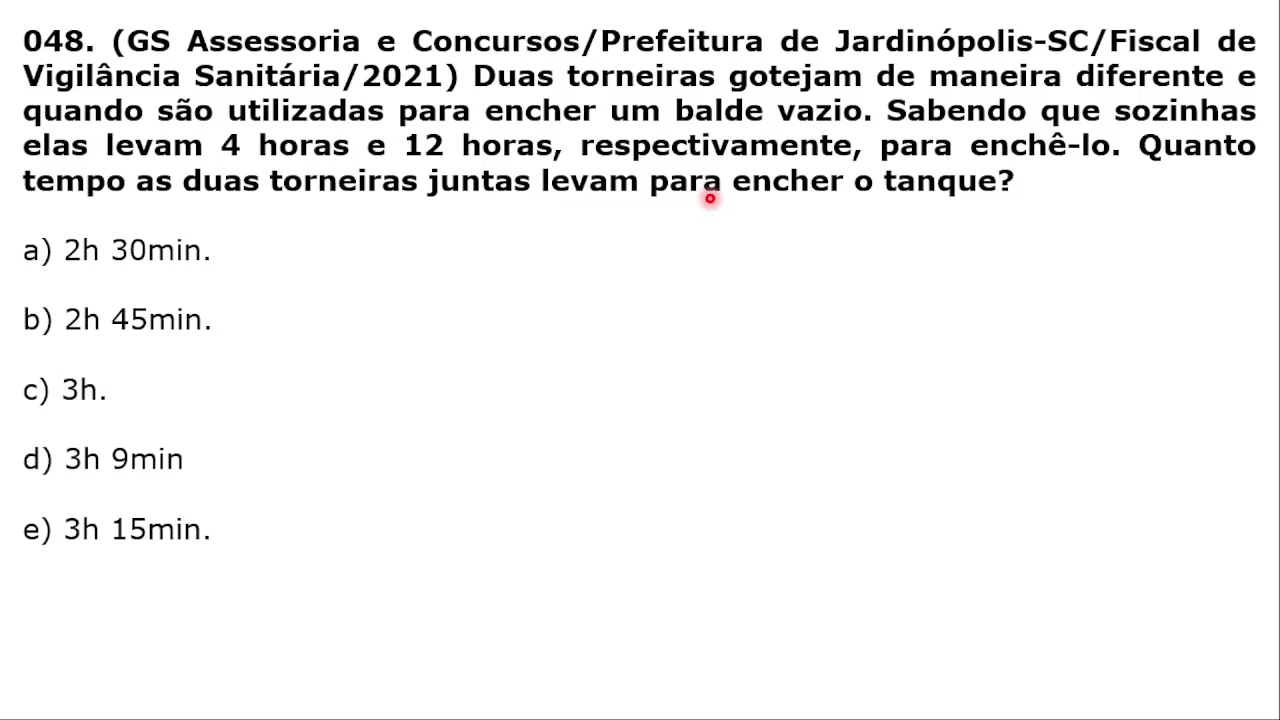 048. (GS Assessoria e Concursos/Prefeitura de Jardinópolis-SC/Fiscal de
Vigilância Sanitária/2021) Duas torneiras gotejam de maneira diferente e
quando são utilizadas para encher um balde vazio. Sabendo que sozinhas
elas levam 4 horas e 12 horas, respectivamente, para enchê-lo. Quanto
tempo as duas torneiras juntas levam para encher o tanque?
a) 2h 30min.
b) 2h 45min.
c) 3h.
d) 3h 9min
e) 3h 15min.